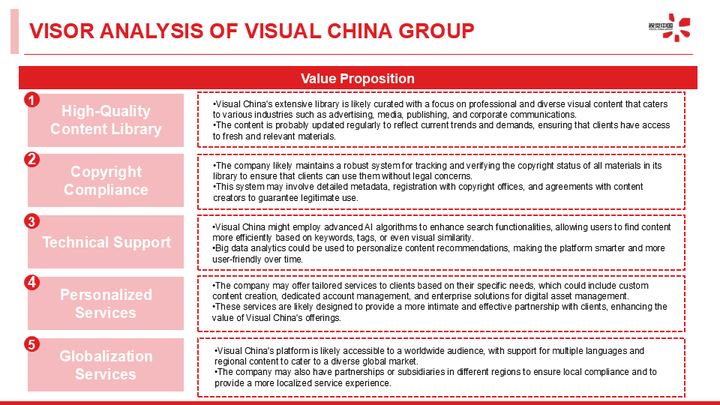 VISOR ANALYSIS OF VISUAL CHINA GROUP
视觉中国
Value Proposition
1
High-Quality
Content Library
•Visual China's extensive library is likely curated with a focus on professional and diverse visual content that caters
to various industries such as advertising, media, publishing, and corporate communications.
•The content is probably updated regularly to reflect current trends and demands, ensuring that clients have access
to fresh and relevant materials.
2
Copyright
Compliance
•The company likely maintains a robust system for tracking and verifying the copyright status of all materials in its
library to ensure that clients can use them without legal concerns.
•This system may involve detailed metadata, registration with copyright offices, and agreements with content
creators to guarantee legitimate use.
3
Technical Support
•Visual China might employ advanced AI algorithms to enhance search functionalities, allowing users to find content
more efficiently based on keywords, tags, or even visual similarity.
•Big data analytics could be used to personalize content recommendations, making the platform smarter and more
user-friendly over time.
4
Personalized
Services
•The company may offer tailored services to clients based on their specific needs, which could include custom
content creation, dedicated account management, and enterprise solutions for digital asset management.
•These services are likely designed to provide a more intimate and effective partnership with clients, enhancing the
value of Visual China's offerings.
5
Globalization
Services
•Visual China's platform is likely accessible to a worldwide audience, with support for multiple languages and
regional content to cater to a diverse global market.
•The company may also have partnerships or subsidiaries in different regions to ensure local compliance and to
provide a more localized service experience.